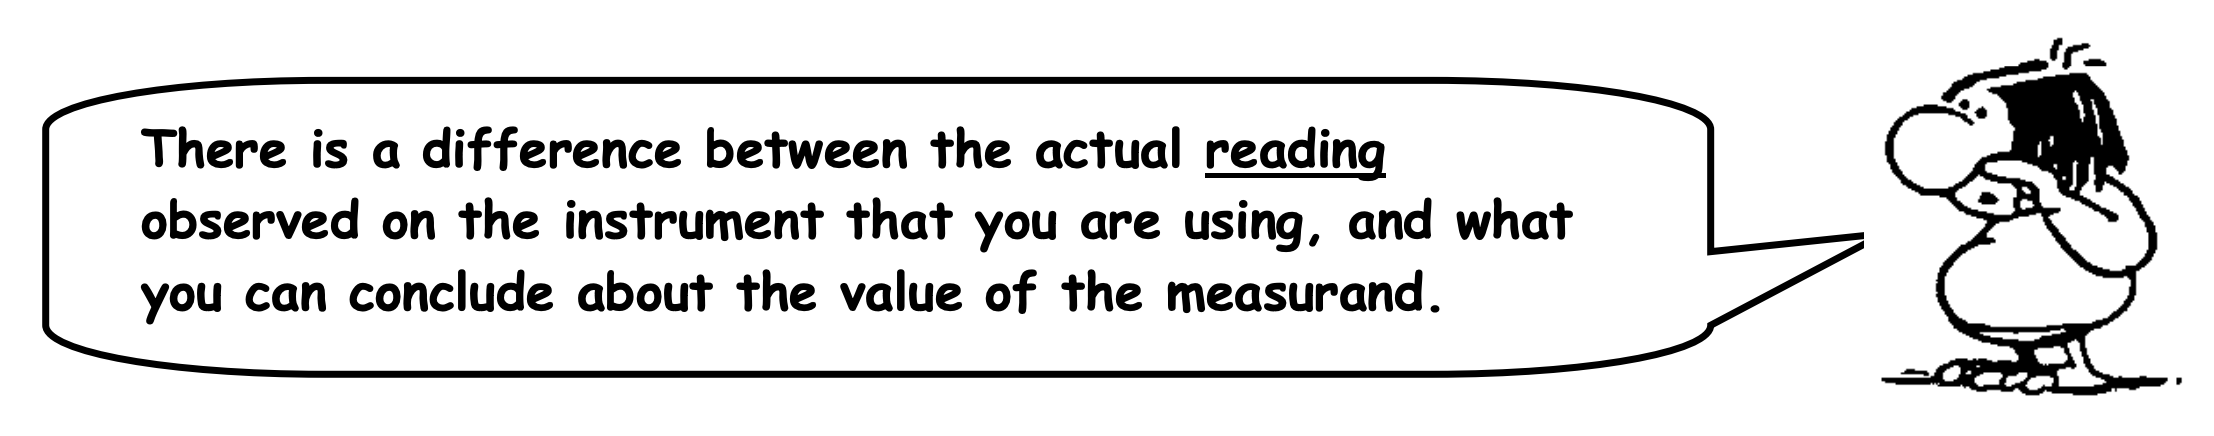 There is a difference between the actual reading
observed on the instrument that you are using, and what
you can conclude about the value of the measurand.